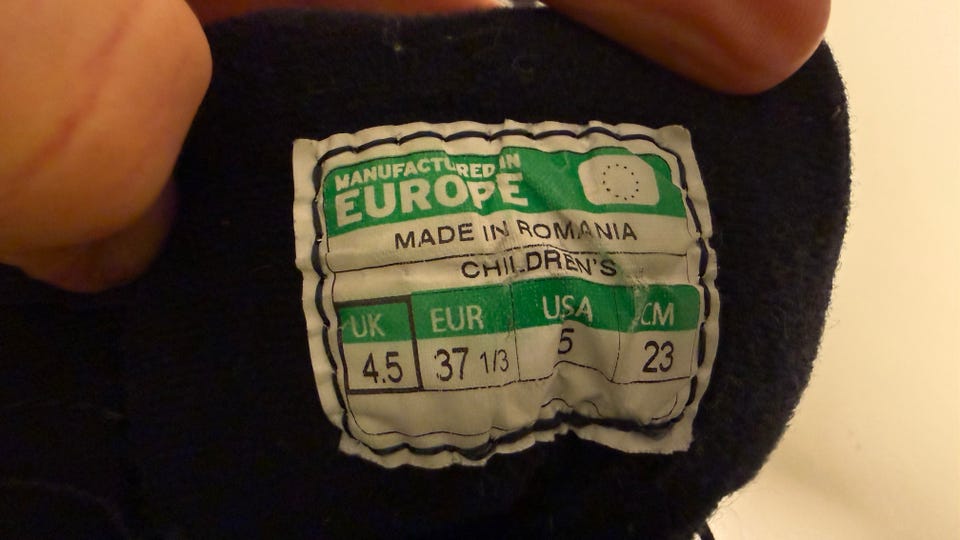 MANUFACTURED IN
EUROPE
MADE IN ROMANIA
CHILDREN'S
UK EUR USA CM
4.5 37 1/3 5 23